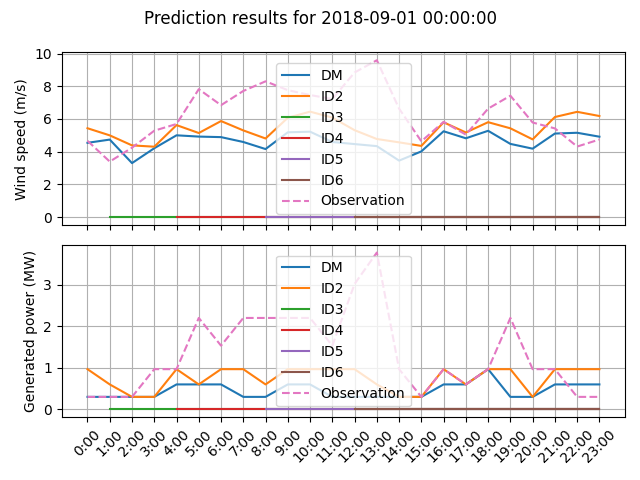 Prediction results for 2018-09-01 00:00:00
Wind speed (m/s)
10
8
6
4
2
0
DM
ID2
ID3
ID4
ID5
ID6
Observation
Generated power (MW)
3
2
1
0
DM
ID2
ID3
ID4
ID5
ID6
Observation
0:00 1:00 2:00 3:00 4:00 5:00 6:00 7:00 8:00 9:00 10:00 11:00 12:00 13:00 14:00 15:00 16:00 17:00 18:00 19:00 20:00 21:00 22:00 23:00